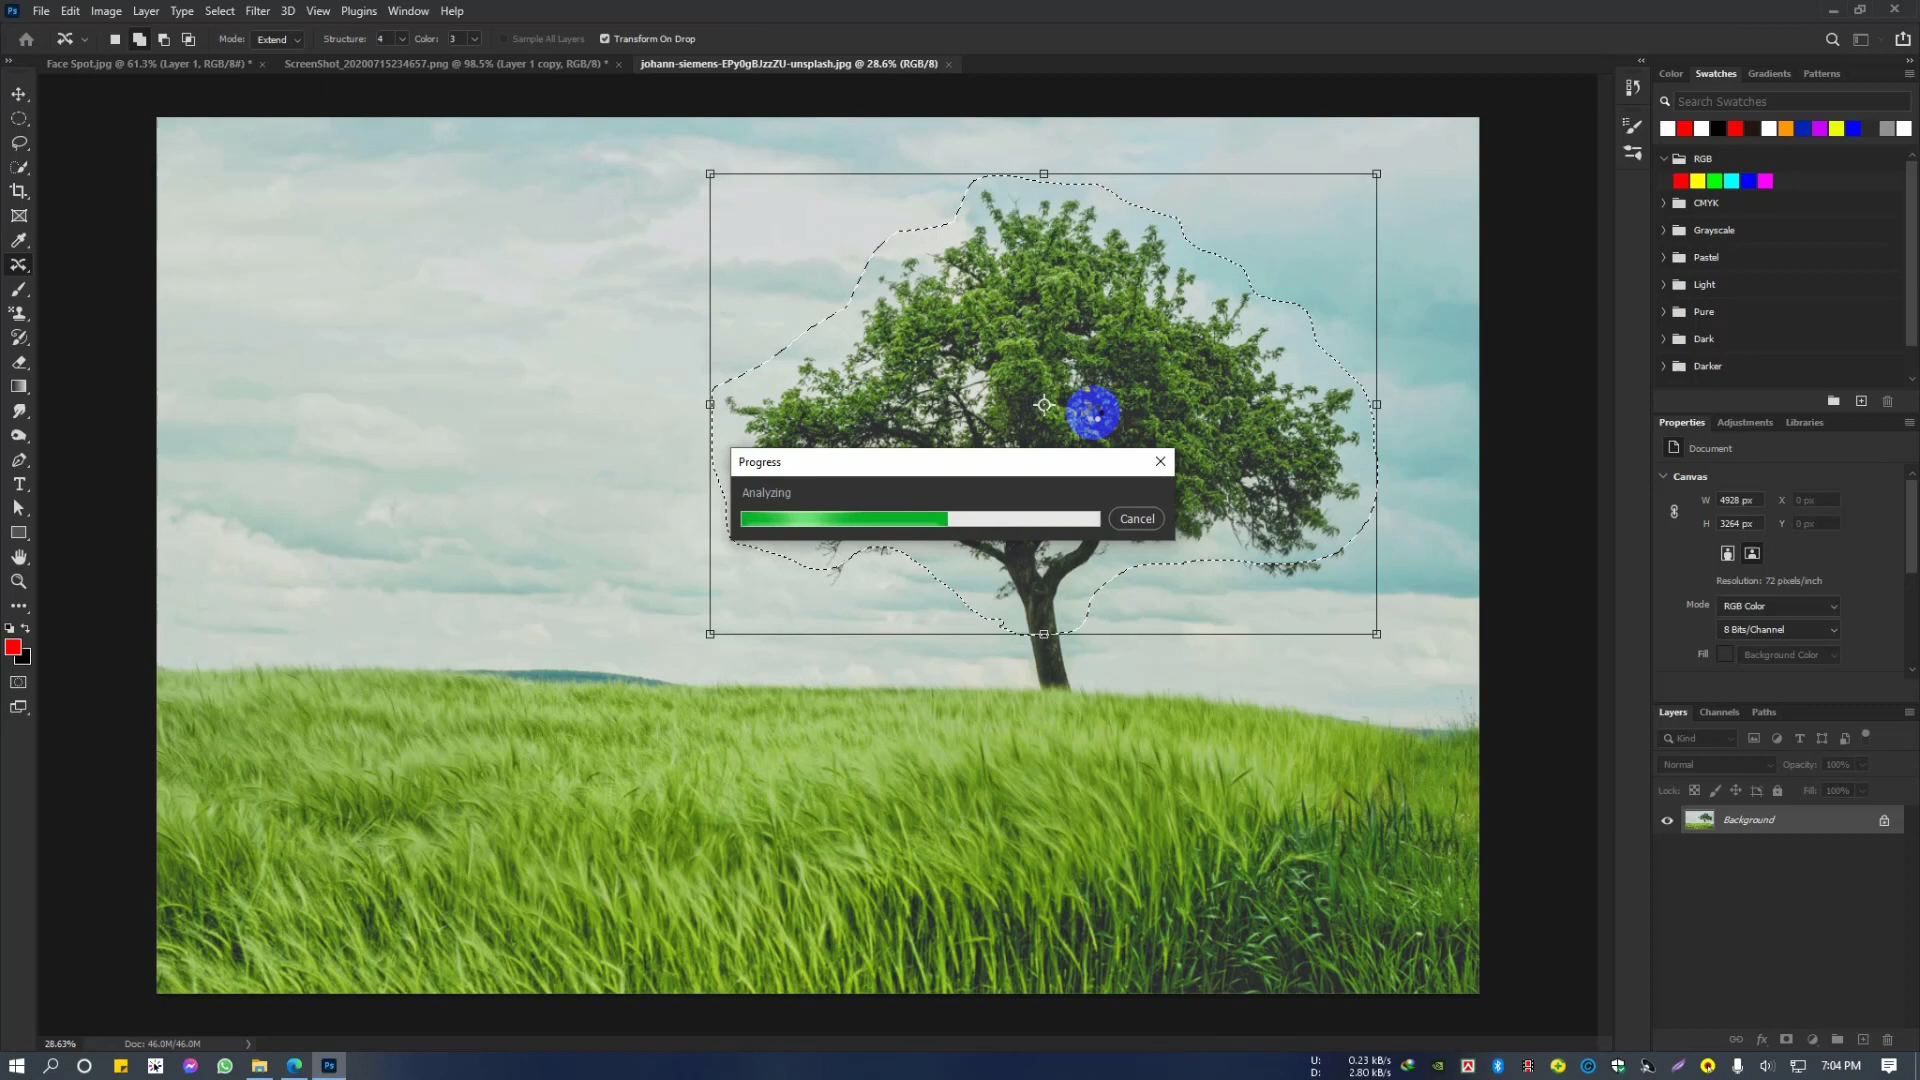 Ps File Edit Image Layer Type Select Filter 3D View Plugins Window Help
Mode: Extend Structure: 4 Color: 3 Sample All Layers Transform On Drop
Face Spot.jpg @ 61.3% (Layer 1, RGB/8#) * ScreenShot_20200715234657.png @ 98.5% (Layer 1 copy, RGB/8) * johann-siemens-EPy0gBJzzZU-unsplash.jpg @ 28.6% (RGB/8)
Color Swatches Gradients Patterns
Search Swatches
RGB
CMYK
Grayscale
Pastel
Light
Pure
Dark
Darker
Properties Adjustments Libraries
Document
Canvas
W 4928 px X 0 px
H 3264 px Y 0 px
Resolution: 72 pixels/inch
Mode RGB Color
8 Bits/Channel
Fill Background Color
Layers Channels Paths
Kind
Normal Opacity: 100%
Lock: Fill: 100%
Background
Progress
Analyzing
Cancel
28.63% Doc: 46.0M/46.0M
Ps
U: 0.23 kB/s
D: 2.80 kB/s
7:04 PM